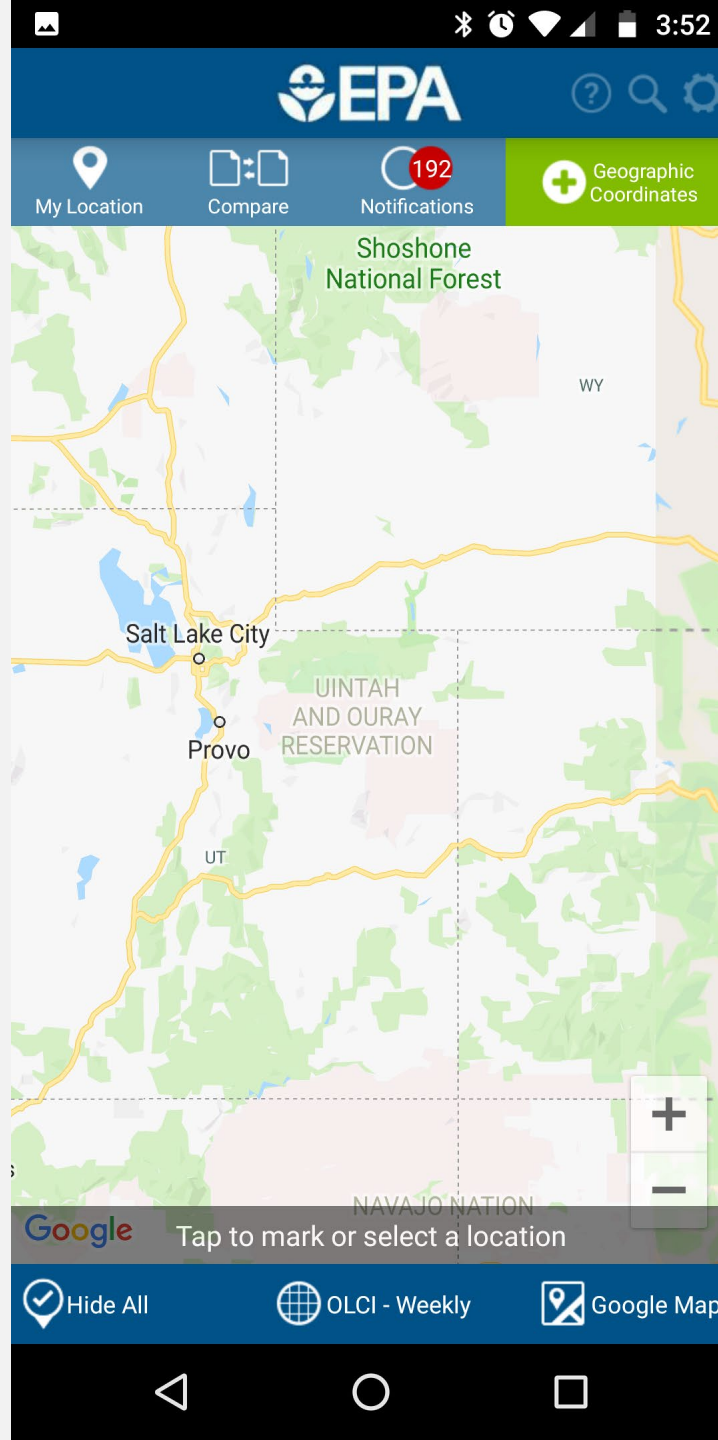 3:52
EPA
?
My Location
Compare
192
Notifications
Geographic
Coordinates
Shoshone
National Forest
WY
Salt Lake City
UINTAH
AND OURAY
RESERVATION
Provo
UT
+
−
s
NAVAJO NATION
Google
Tap to mark or select a location
Hide All
OLCI - Weekly
Google Map